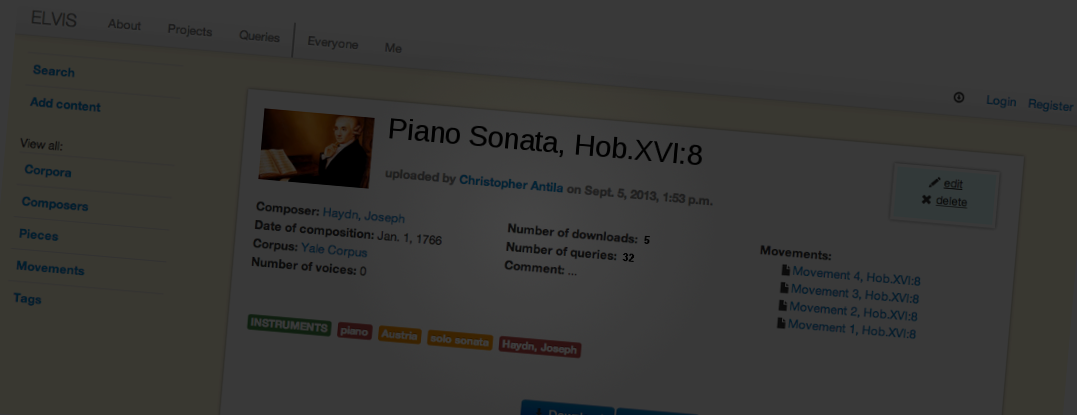 ELVIS About Projects Queries Everyone Me
Login Register
Search
Add content
View all:
Corpora
Composers
Pieces
Movements
Tags
Piano Sonata, Hob.XVI:8
uploaded by Christopher Antila on Sept. 5, 2013, 1:53 p.m.
edit
delete
Composer: Haydn, Joseph
Date of composition: Jan. 1, 1766
Corpus: Yale Corpus
Number of voices: 0
Number of downloads: 5
Number of queries: 32
Comment: ...
Movements:
Movement 4, Hob.XVI:8
Movement 3, Hob.XVI:8
Movement 2, Hob.XVI:8
Movement 1, Hob.XVI:8
INSTRUMENTS piano Austria solo sonata Haydn, Joseph